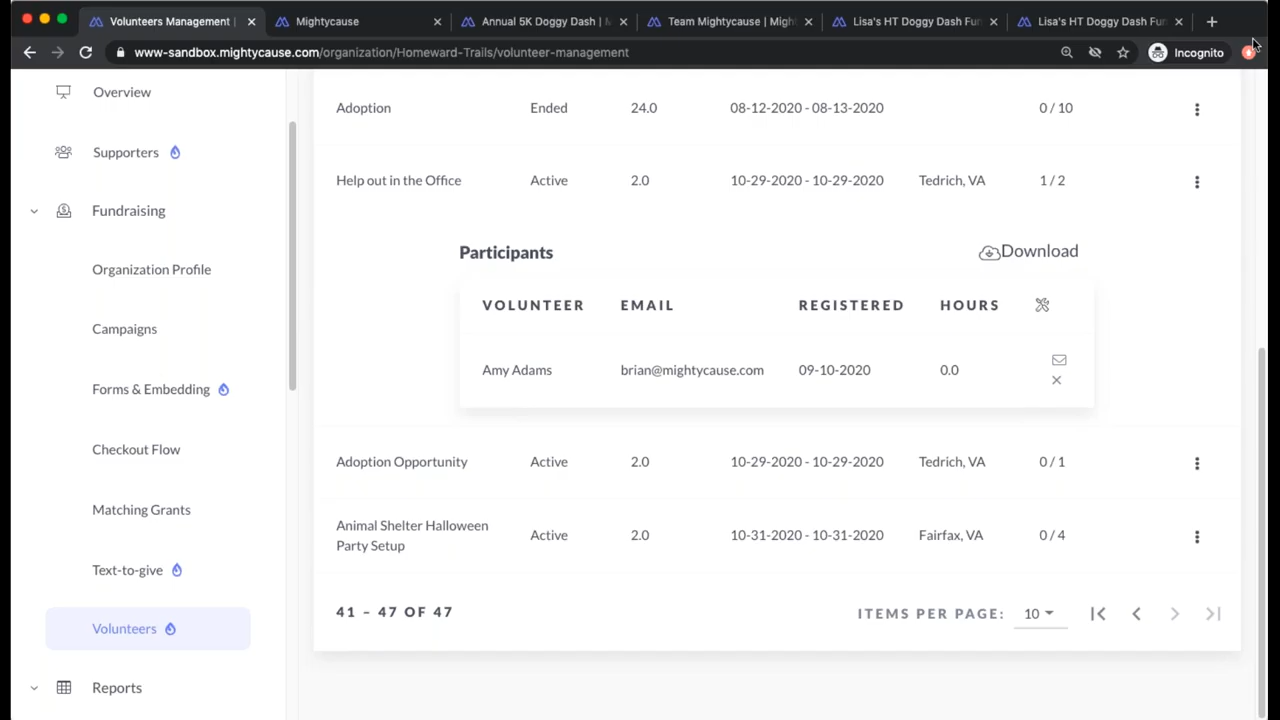 Volunteers Management |
Mightycause
Annual 5K Doggy Dash | M
Team Mightycause | Might
Lisa's HT Doggy Dash Fun
Lisa's HT Doggy Dash Fun
www-sandbox.mightycause.com/organization/Homeward-Trails/volunteer-management
Incognito
Overview
Supporters
Fundraising
Organization Profile
Campaigns
Forms & Embedding
Checkout Flow
Matching Grants
Text-to-give
Volunteers
Reports
Adoption Ended 24.0 08-12-2020 - 08-13-2020 0 / 10
Help out in the Office Active 2.0 10-29-2020 - 10-29-2020 Tedrich, VA 1 / 2
Participants Download
VOLUNTEER EMAIL REGISTERED HOURS
Amy Adams brian@mightycause.com 09-10-2020 0.0
Adoption Opportunity Active 2.0 10-29-2020 - 10-29-2020 Tedrich, VA 0 / 1
Animal Shelter Halloween
Party Setup Active 2.0 10-31-2020 - 10-31-2020 Fairfax, VA 0 / 4
41 – 47 OF 47 ITEMS PER PAGE: 10